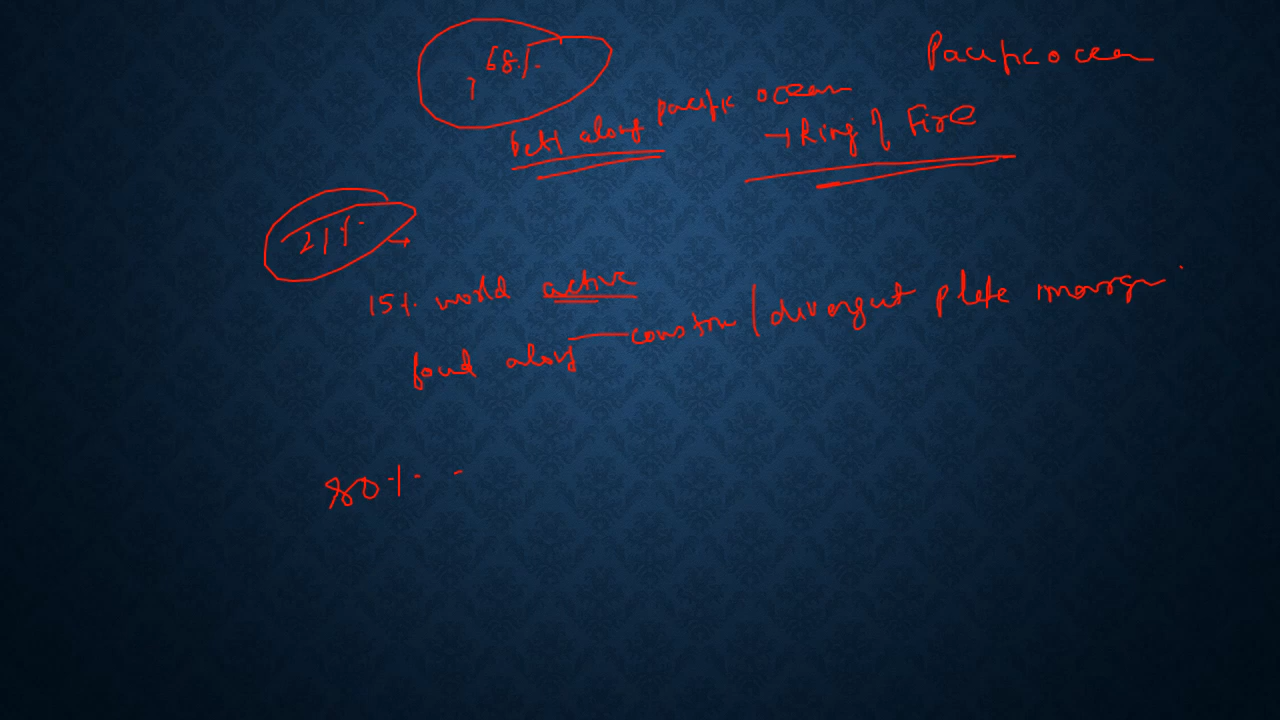 68%
Pacific ocean
belt along pacific ocean
→ Ring of Fire
21%. →
15%. world active
found along — constru / divergent plate margin
80%. -